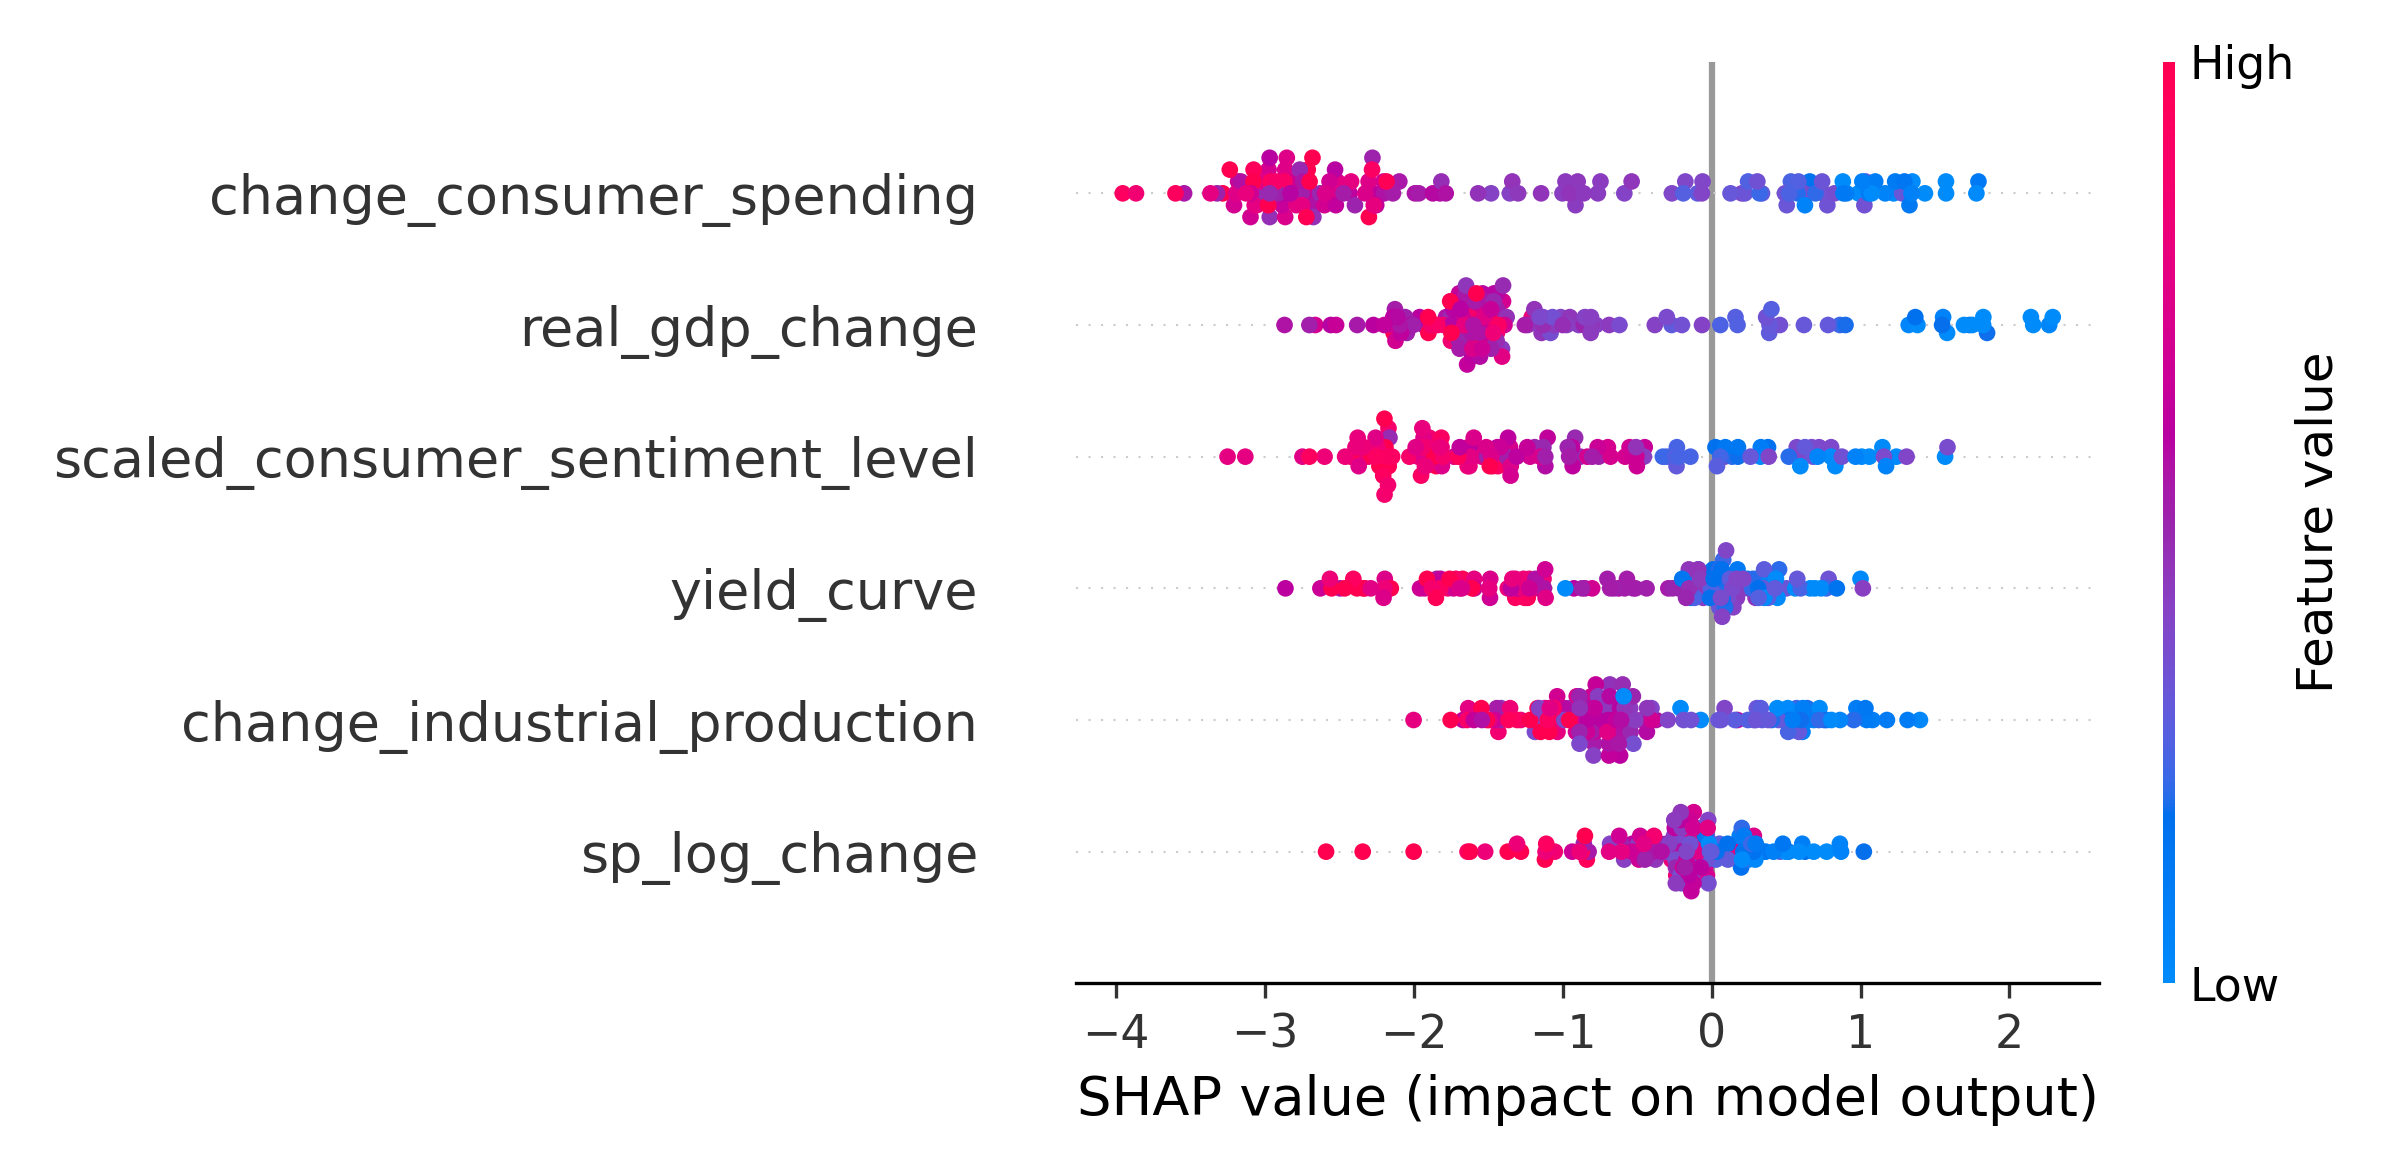 High
change_consumer_spending
real_gdp_change
scaled_consumer_sentiment_level
yield_curve
change_industrial_production
sp_log_change
Feature value
Low
−4 −3 −2 −1 0 1 2
SHAP value (impact on model output)